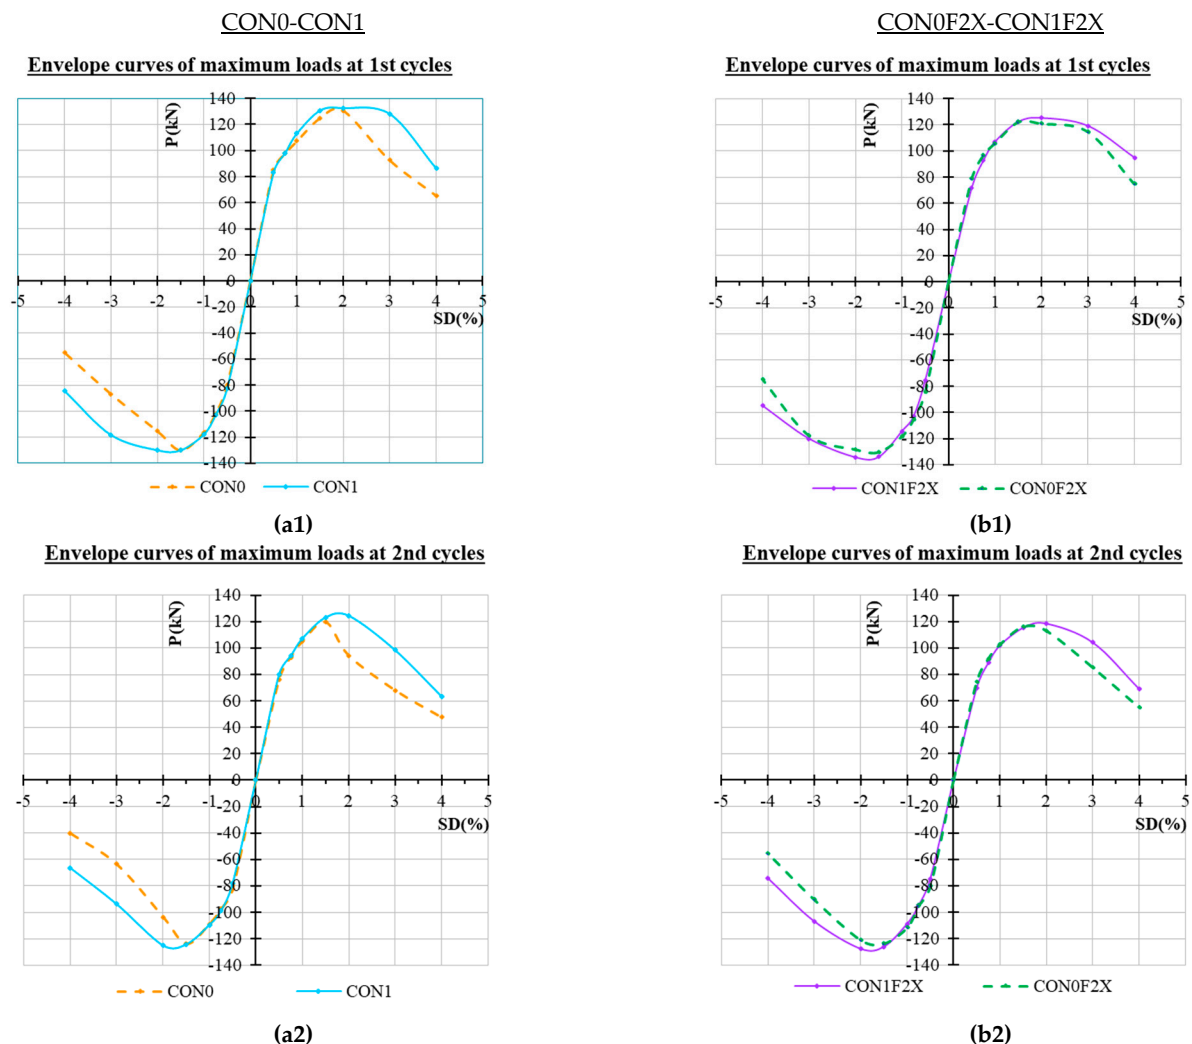 CON0-CON1
Envelope curves of maximum loads at 1st cycles
P(kN)
140
120
100
80
60
40
20
0
-5 -4 -3 -2 -1 0 1 2 3 4 5
-20
SD(%)
-40
-60
-80
-100
-120
-140
CON0 CON1
(a1)
CON0F2X-CON1F2X
Envelope curves of maximum loads at 1st cycles
P(kN)
140
120
100
80
60
40
20
0
-5 -4 -3 -2 -1 0 1 2 3 4 5
-20
SD(%)
-40
-60
-80
-100
-120
-140
CON1F2X CON0F2X
(b1)
Envelope curves of maximum loads at 2nd cycles
P(kN)
140
120
100
80
60
40
20
0
-5 -4 -3 -2 -1 0 1 2 3 4 5
-20
SD(%)
-40
-60
-80
-100
-120
-140
CON0 CON1
(a2)
Envelope curves of maximum loads at 2nd cycles
P(kN)
140
120
100
80
60
40
20
0
-5 -4 -3 -2 -1 0 1 2 3 4 5
-20
SD(%)
-40
-60
-80
-100
-120
-140
CON1F2X CON0F2X
(b2)